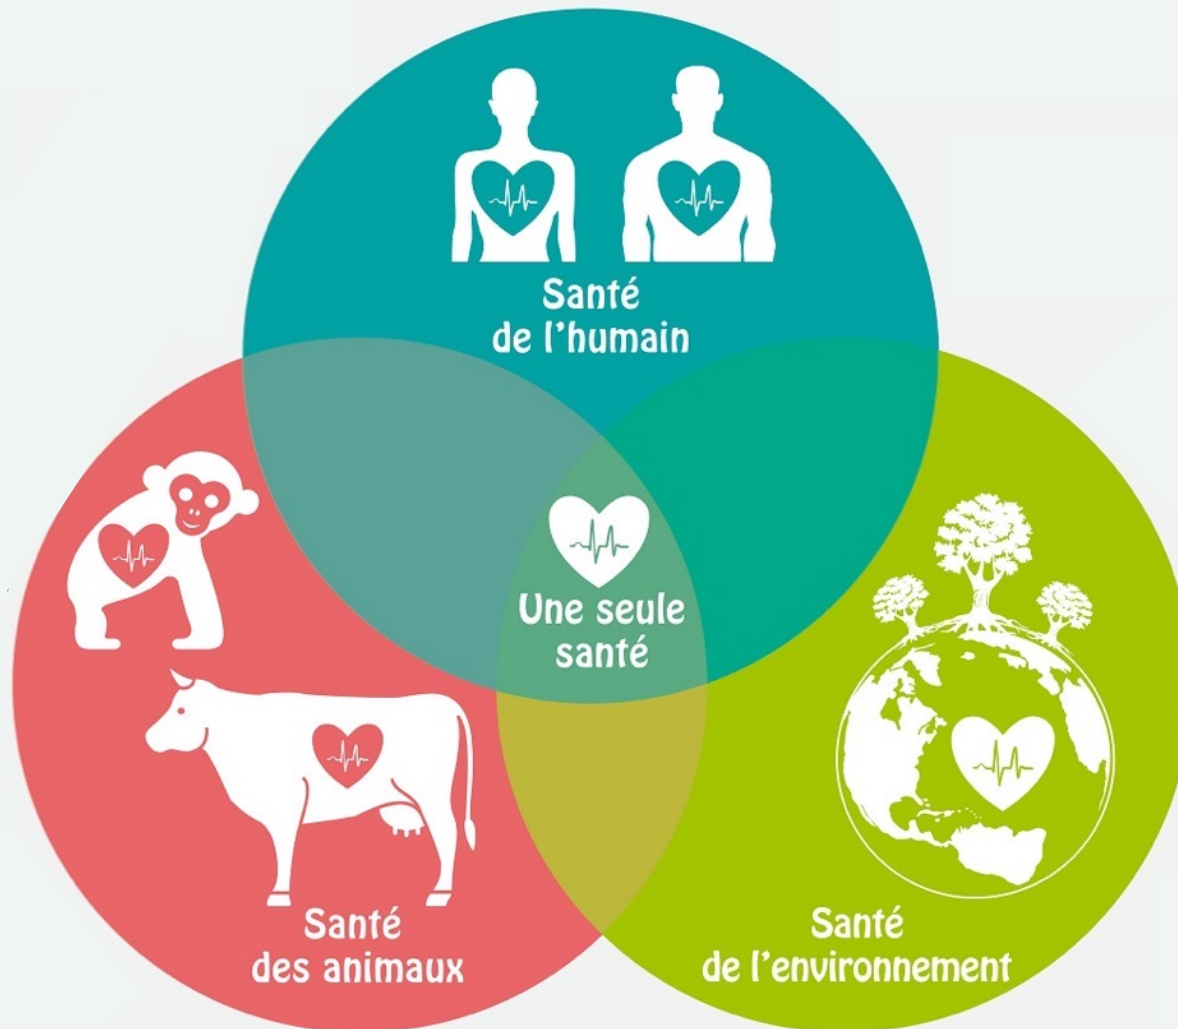 Santé
de l'humain
Une seule
santé
Santé
des animaux
Santé
de l'environnement